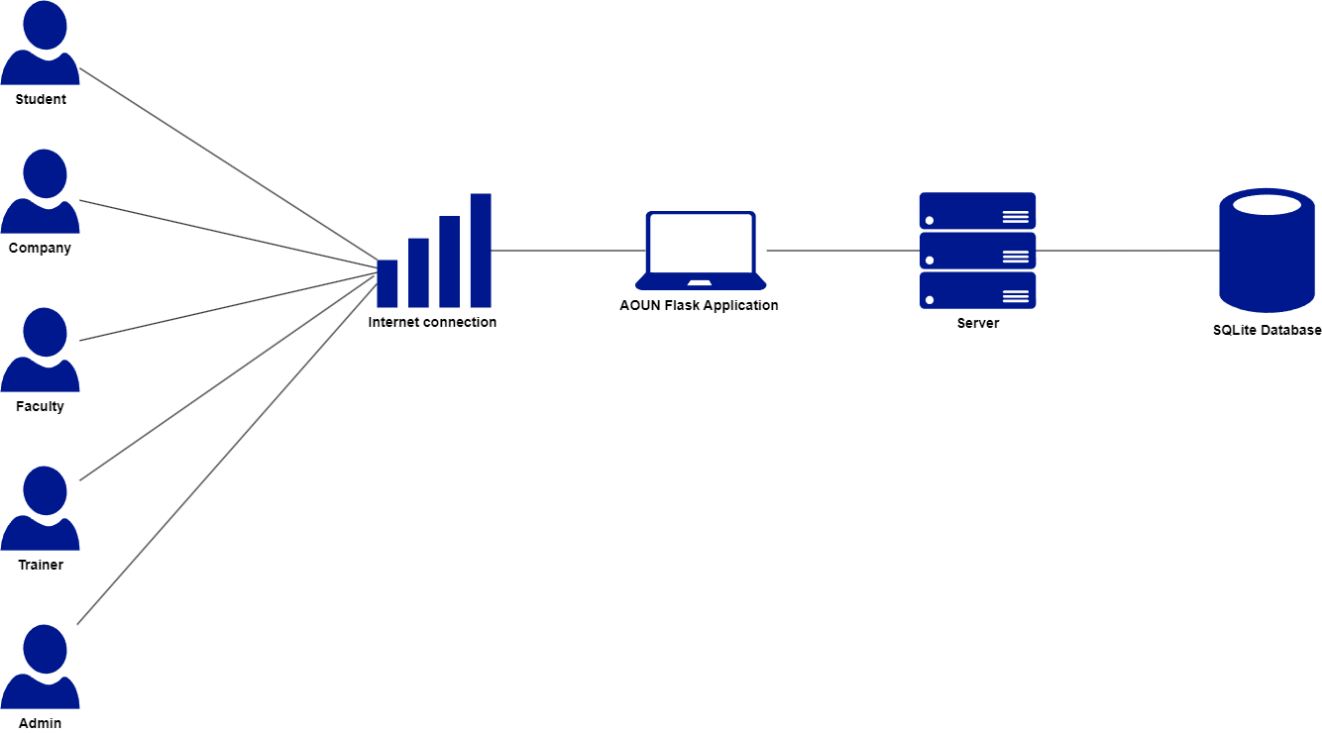 Student
Company
Internet connection
AOUN Flask Application
Server
SQLite Database
Faculty
Trainer
Admin